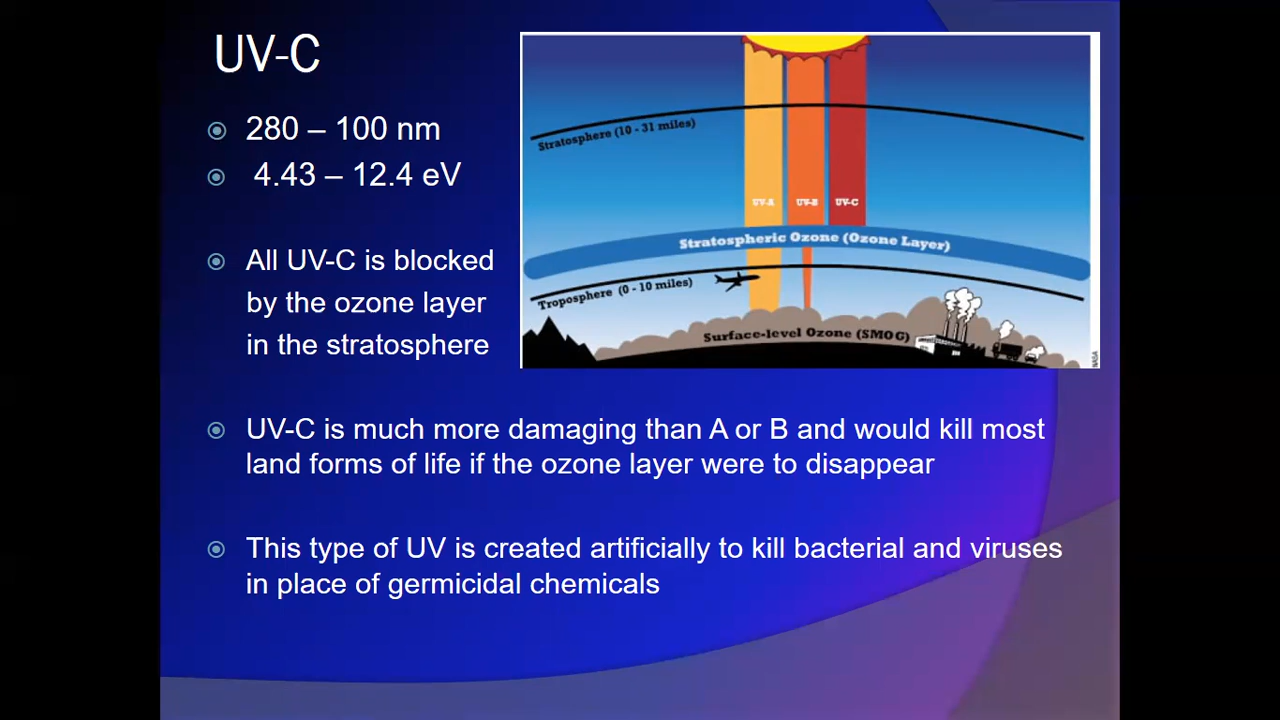 UV-C
280 – 100 nm
4.43 – 12.4 eV
All UV-C is blocked
by the ozone layer
in the stratosphere
Stratosphere (10 - 31 miles)
UV-A UV-B UV-C
Stratospheric Ozone (Ozone Layer)
Troposphere (0 - 10 miles)
Surface-level Ozone (SMOG)
NASA
UV-C is much more damaging than A or B and would kill most
land forms of life if the ozone layer were to disappear
This type of UV is created artificially to kill bacterial and viruses
in place of germicidal chemicals